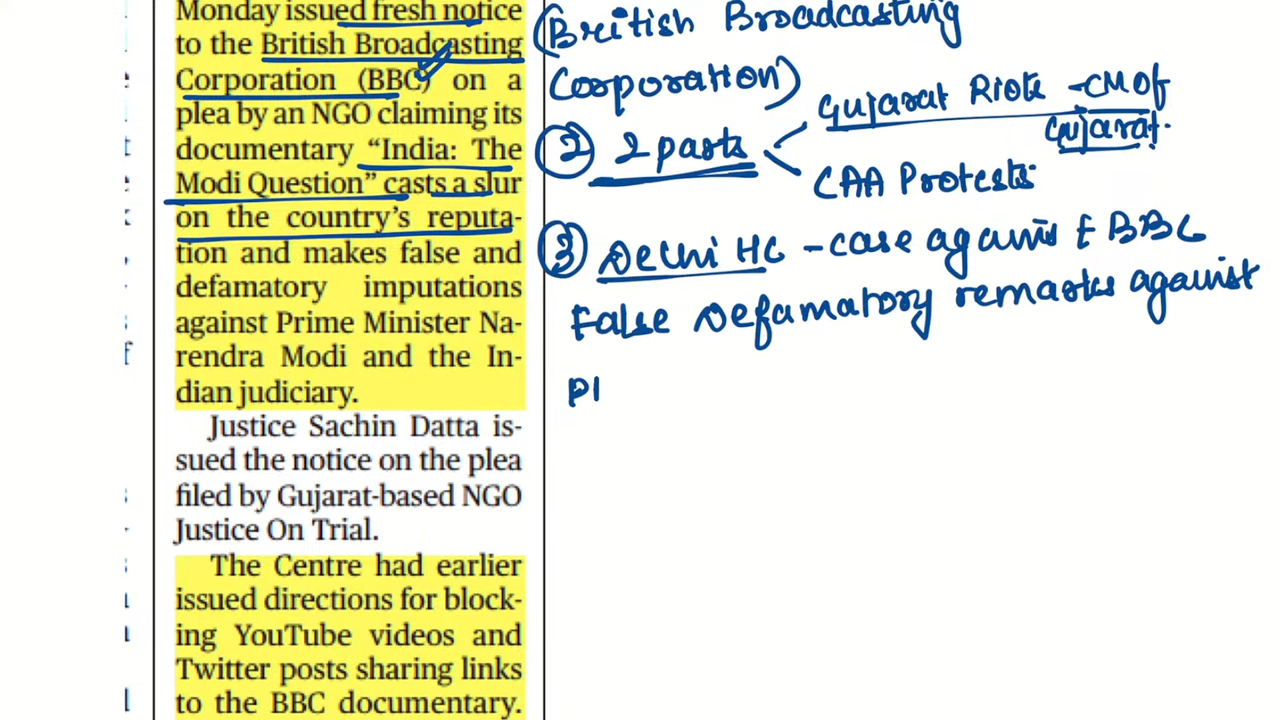 Monday issued fresh notice
to the British Broadcasting
Corporation (BBC) on a
plea by an NGO claiming its
documentary “India: The
Modi Question” casts a slur
on the country’s reputa-
tion and makes false and
defamatory imputations
against Prime Minister Na-
rendra Modi and the In-
dian judiciary.
Justice Sachin Datta is-
sued the notice on the plea
filed by Gujarat-based NGO
Justice On Trial.
The Centre had earlier
issued directions for block-
ing YouTube videos and
Twitter posts sharing links
to the BBC documentary.
(British Broadcasting
Corporation)
② 2 parts
Gujarat Riots - CM of
Gujarat.
CAA Protests
③ Delhi HC - case against BBC
False Defamatory remarks against
PI